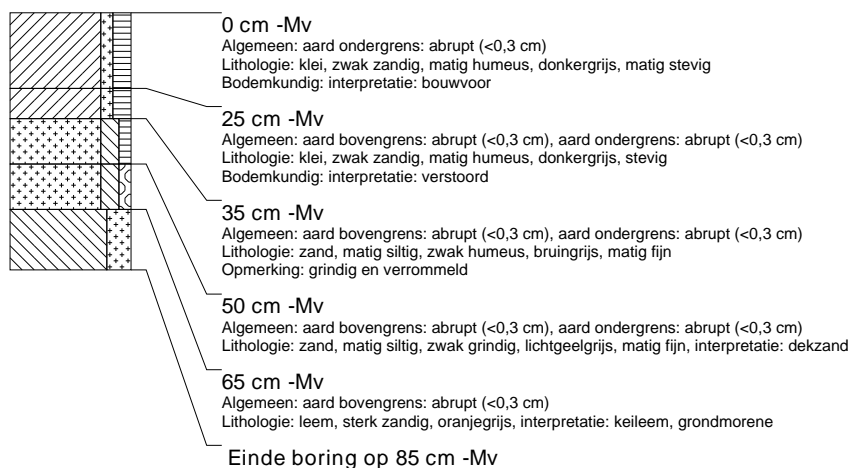 0 cm -Mv
Algemeen: aard ondergrens: abrupt (<0,3 cm)
Lithologie: klei, zwak zandig, matig humeus, donkergrijs, matig stevig
Bodemkundig: interpretatie: bouwvoor
25 cm -Mv
Algemeen: aard bovengrens: abrupt (<0,3 cm), aard ondergrens: abrupt (<0,3 cm)
Lithologie: klei, zwak zandig, matig humeus, donkergrijs, stevig
Bodemkundig: interpretatie: verstoord
35 cm -Mv
Algemeen: aard bovengrens: abrupt (<0,3 cm), aard ondergrens: abrupt (<0,3 cm)
Lithologie: zand, matig siltig, zwak humeus, bruingrijs, matig fijn
Opmerking: grindig en verrommeld
50 cm -Mv
Algemeen: aard bovengrens: abrupt (<0,3 cm), aard ondergrens: abrupt (<0,3 cm)
Lithologie: zand, matig siltig, zwak grindig, lichtgeelgrijs, matig fijn, interpretatie: dekzand
65 cm -Mv
Algemeen: aard bovengrens: abrupt (<0,3 cm)
Lithologie: leem, sterk zandig, oranjegrijs, interpretatie: keileem, grondmorene
Einde boring op 85 cm -Mv